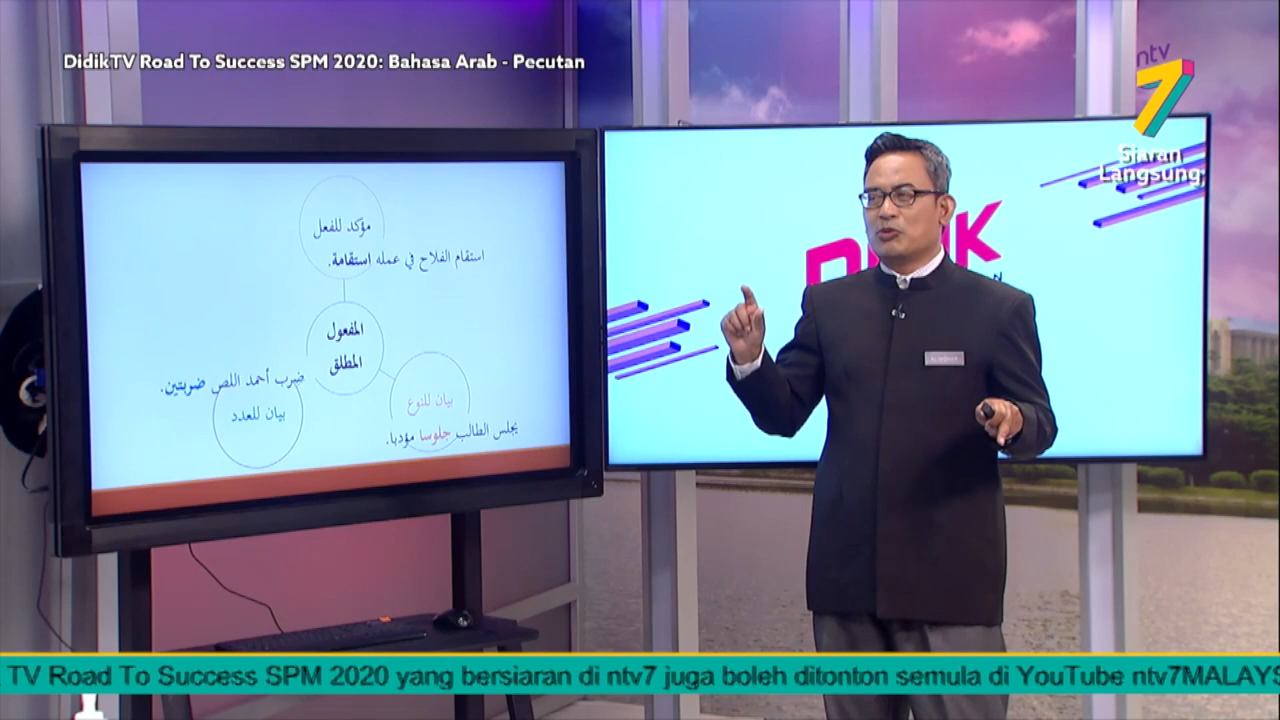 DidikTV Road To Success SPM 2020: Bahasa Arab - Pecutan
ntv
7
Siaran
Langsung
مؤكد للفعل
استقام الفلاح في عمله استقامة.
المفعول
المطلق
ضرب أحمد اللص ضربتين.
بيان للعدد
بيان للنوع
يجلس الطالب جلوسا مؤدبا.
TV Road To Success SPM 2020 yang bersiaran di ntv7 juga boleh ditonton semula di YouTube ntv7MALAYS